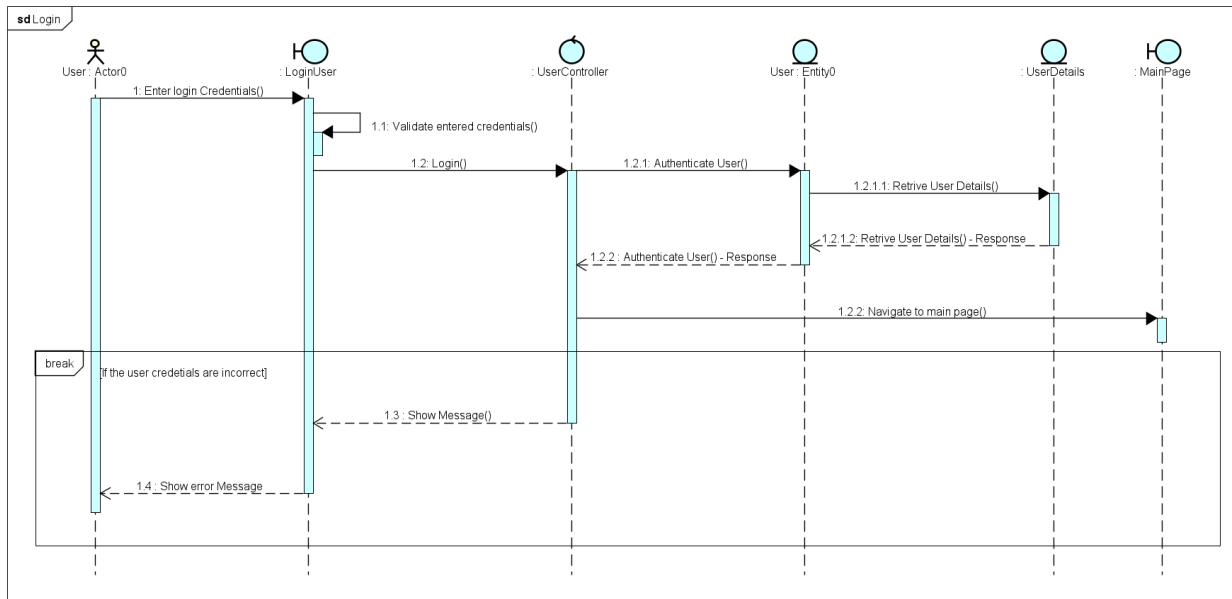 sd Login
User : Actor0
: LoginUser
: UserController
User : Entity0
: UserDetails
: MainPage
1: Enter login Credentials()
1.1: Validate entered credentials()
1.2: Login()
1.2.1: Authenticate User()
1.2.1.1: Retrive User Details()
1.2.1.2: Retrive User Details() - Response
1.2.2 : Authenticate User() - Response
1.2.2: Navigate to main page()
break
[If the user credetials are incorrect]
1.3 : Show Message()
1.4 : Show error Message